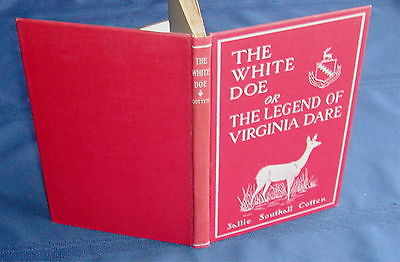 THE
WHITE
DOE
COTTEN
THE
WHITE
DOE
OR
THE LEGEND OF
VIRGINIA DARE
Sallie Southall Cotten